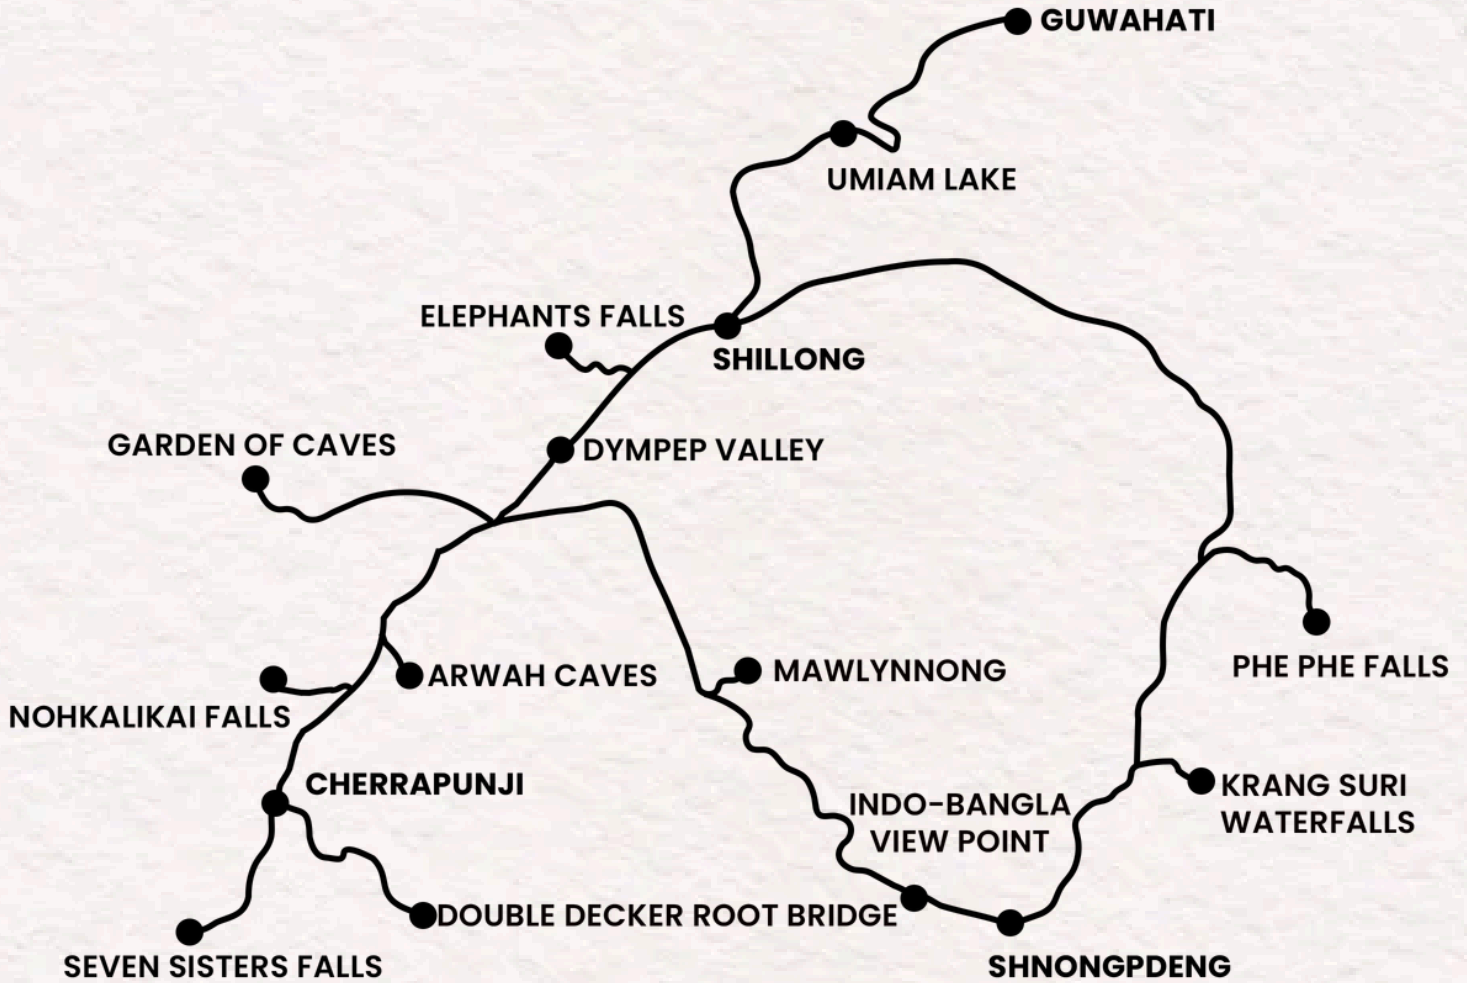 GUWAHATI
UMIAM LAKE
ELEPHANTS FALLS
SHILLONG
GARDEN OF CAVES
DYMPEP VALLEY
ARWAH CAVES
MAWLYNNONG
PHE PHE FALLS
NOHKALIKAI FALLS
CHERRAPUNJI
KRANG SURI
WATERFALLS
INDO-BANGLA
VIEW POINT
DOUBLE DECKER ROOT BRIDGE
SEVEN SISTERS FALLS
SHNONGPDENG